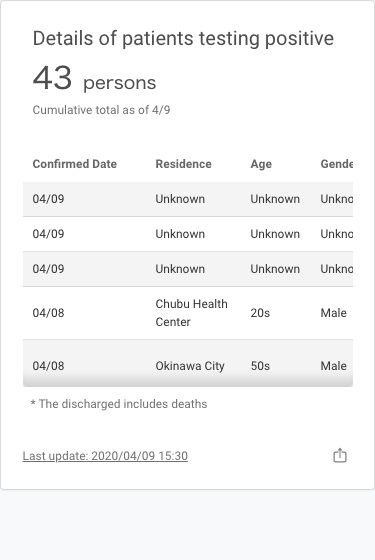 Details of patients testing positive
43 persons
Cumulative total as of 4/9
Confirmed Date Residence Age Gende
04/09 Unknown Unknown Unkno
04/09 Unknown Unknown Unkno
04/09 Unknown Unknown Unkno
04/08 Chubu Health Center 20s Male
04/08 Okinawa City 50s Male
* The discharged includes deaths
Last update: 2020/04/09 15:30